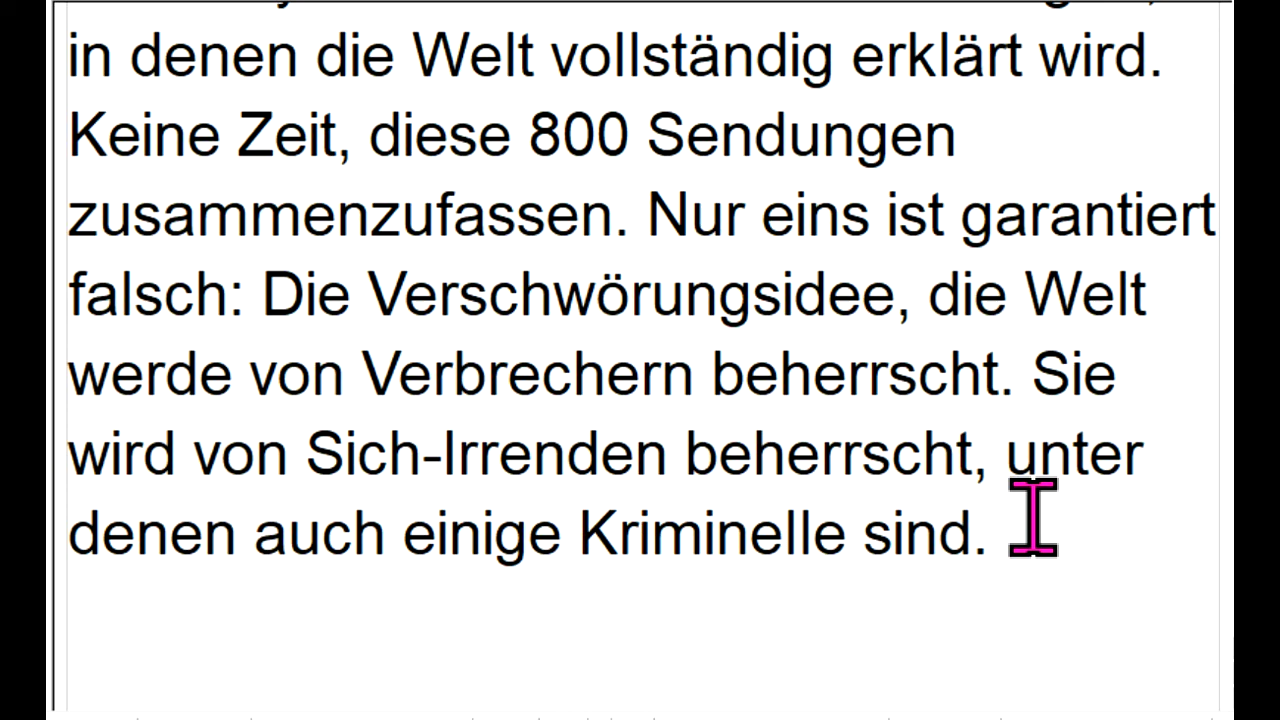 in denen die Welt vollständig erklärt wird.
Keine Zeit, diese 800 Sendungen
zusammenzufassen. Nur eins ist garantiert
falsch: Die Verschwörungsidee, die Welt
werde von Verbrechern beherrscht. Sie
wird von Sich-Irrenden beherrscht, unter
denen auch einige Kriminelle sind.